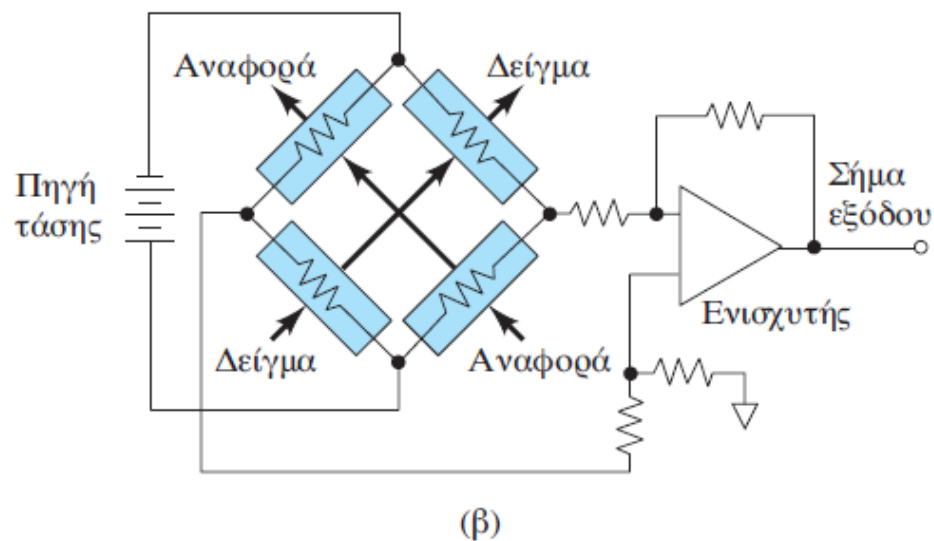 Αναφορά
Δείγμα
Πηγή
τάσης
Σήμα
εξόδου
Ενισχυτής
Δείγμα
Αναφορά
(β)